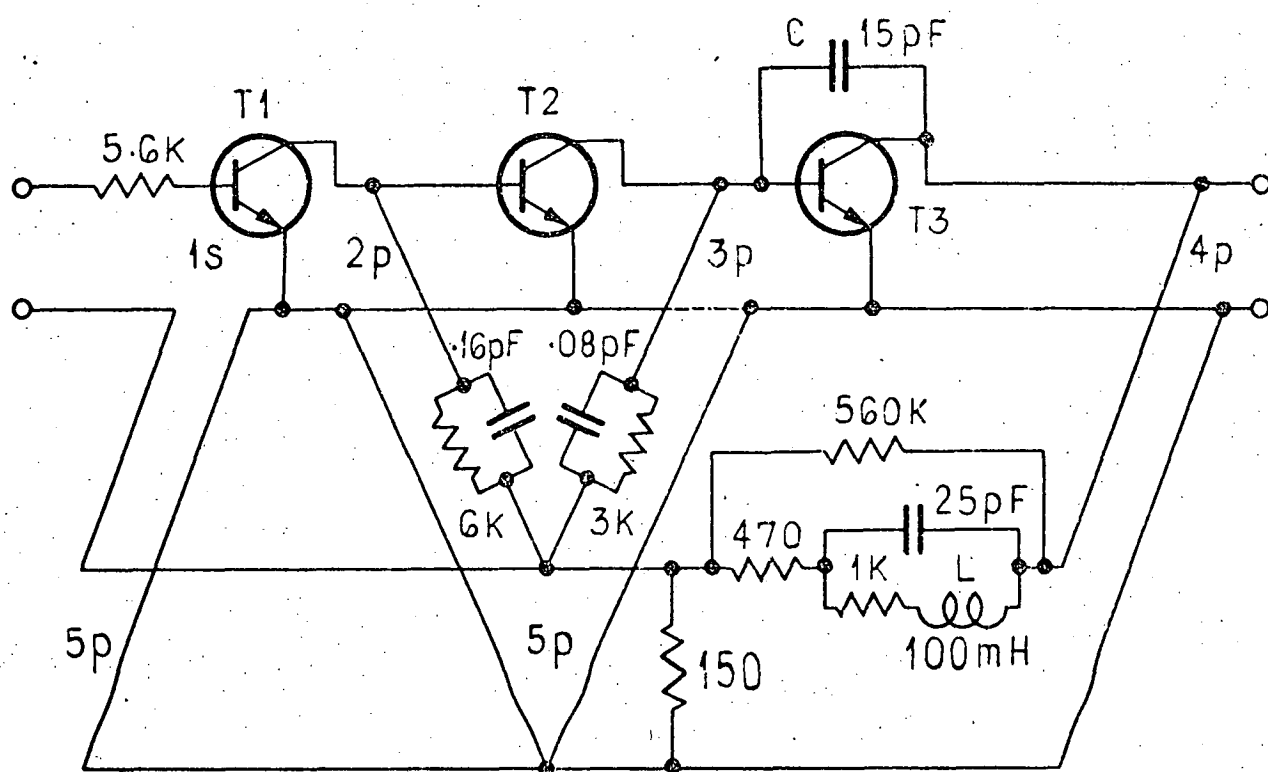 C 15pF
T1
T2
5.6K
T3
1s
2p
3p
4p
.16pF
.08pF
560K
6K
3K
25pF
470
1K
L
100mH
5p
5p
150